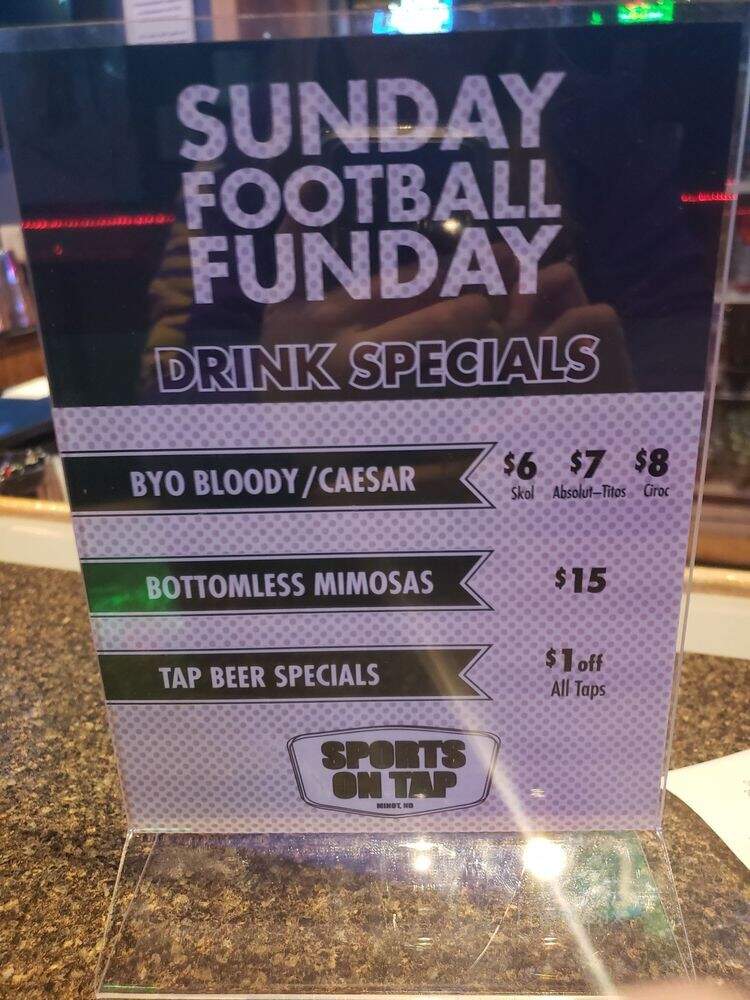 SUNDAY
FOOTBALL
FUNDAY
DRINK SPECIALS
BYO BLOODY/CAESAR
$6 $7 $8
Skol Absolut–Titos Ciroc
BOTTOMLESS MIMOSAS $15
TAP BEER SPECIALS
$1 off
All Taps
SPORTS
ON TAP
MINOT, ND